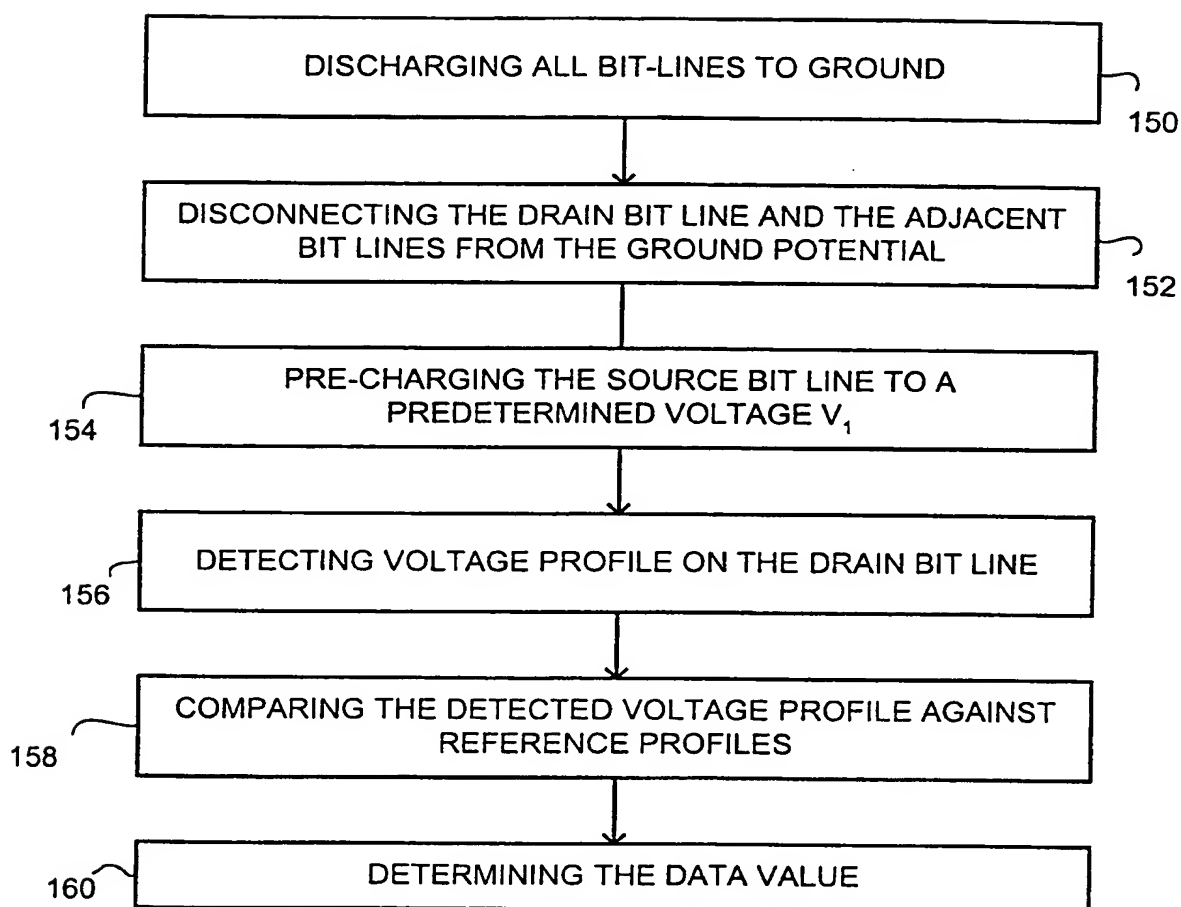 DISCHARGING ALL BIT-LINES TO GROUND
150
DISCONNECTING THE DRAIN BIT LINE AND THE ADJACENT
BIT LINES FROM THE GROUND POTENTIAL
152
PRE-CHARGING THE SOURCE BIT LINE TO A
PREDETERMINED VOLTAGE V₁
154
DETECTING VOLTAGE PROFILE ON THE DRAIN BIT LINE
156
COMPARING THE DETECTED VOLTAGE PROFILE AGAINST
REFERENCE PROFILES
158
DETERMINING THE DATA VALUE
160